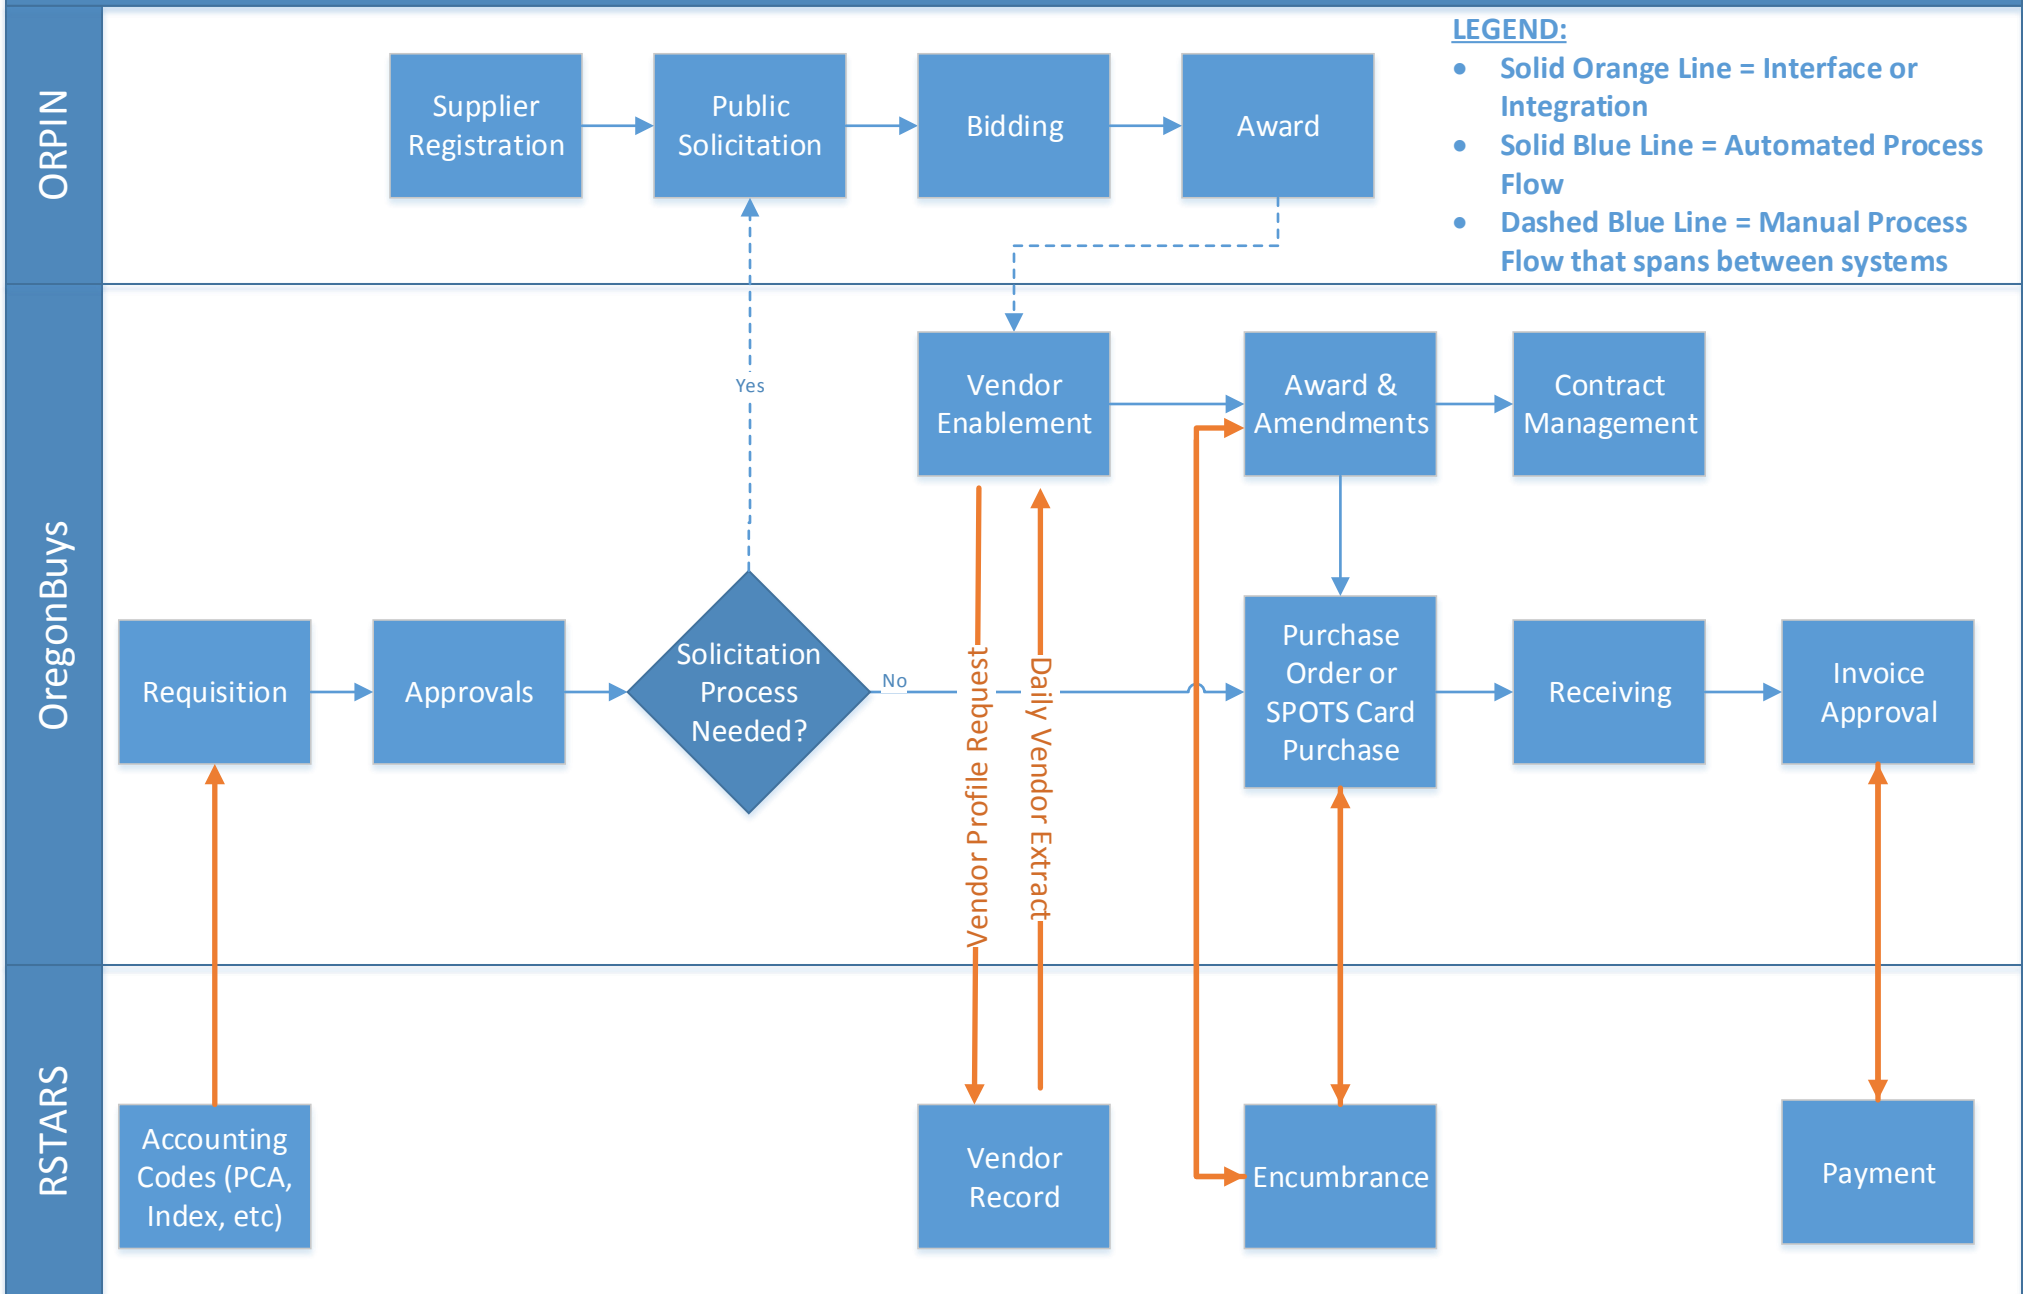 ORPIN
Supplier
Registration
Public
Solicitation
Bidding
Award
LEGEND:
• Solid Orange Line = Interface or
Integration
• Solid Blue Line = Automated Process
Flow
• Dashed Blue Line = Manual Process
Flow that spans between systems
OregonBuys
Yes
Vendor
Enablement
Award &
Amendments
Contract
Management
Requisition
Approvals
Solicitation
Process
Needed?
No
Vendor Profile Request
Daily Vendor Extract
Purchase
Order or
SPOTS Card
Purchase
Receiving
Invoice
Approval
RSTARS
Accounting
Codes (PCA,
Index, etc)
Vendor
Record
Encumbrance
Payment